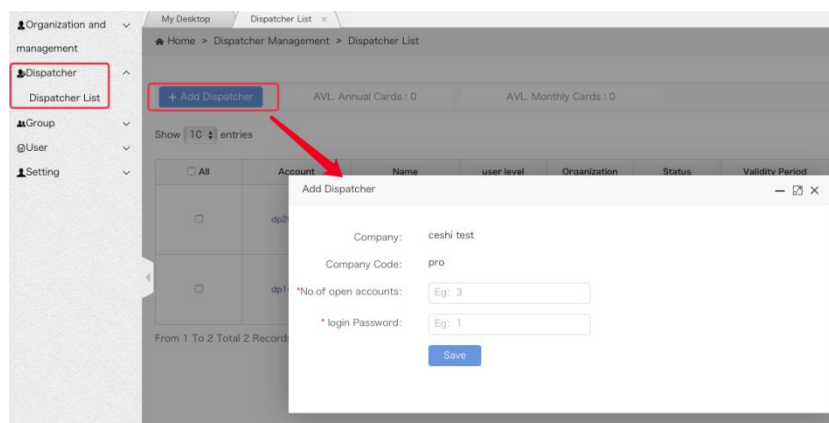 Organization and
management
Dispatcher
Dispatcher List
Group
User
Setting
My Desktop
Dispatcher List ×
Home > Dispatcher Management > Dispatcher List
+ Add Dispatcher
AVL. Annual Cards : 0
AVL. Monthly Cards : 0
Show 10 entries
All
Account
Name
user level
Organization
Status
Validity Period
Add Dispatcher
Company: ceshi test
Company Code: pro
*No.of open accounts: Eg: 3
* login Password: Eg: 1
Save
From 1 To 2 Total 2 Record